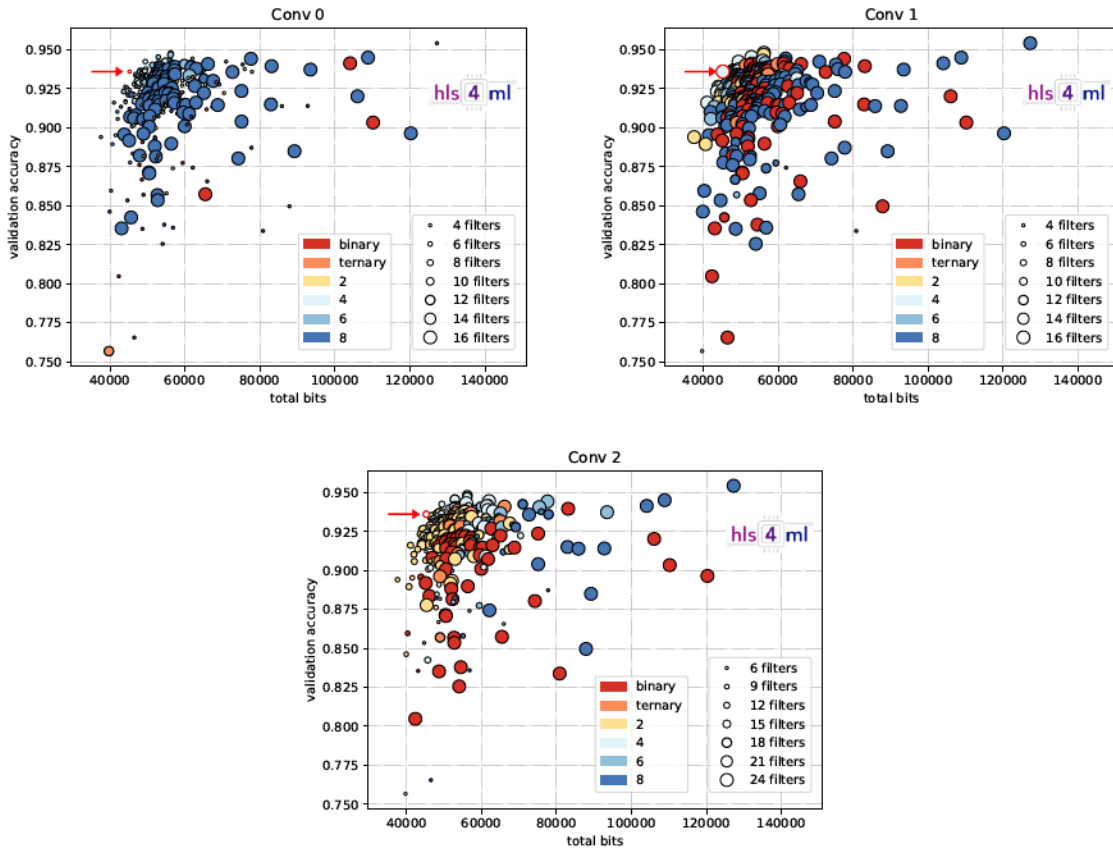 Conv 0
validation accuracy
0.950
0.925
0.900
0.875
0.850
0.825
0.800
0.775
0.750
40000 60000 80000 100000 120000 140000
total bits
hls 4 ml
binary
ternary
2
4
6
8
4 filters
6 filters
8 filters
10 filters
12 filters
14 filters
16 filters
Conv 1
validation accuracy
0.950
0.925
0.900
0.875
0.850
0.825
0.800
0.775
0.750
40000 60000 80000 100000 120000 140000
total bits
hls 4 ml
binary
ternary
2
4
6
8
4 filters
6 filters
8 filters
10 filters
12 filters
14 filters
16 filters
Conv 2
validation accuracy
0.950
0.925
0.900
0.875
0.850
0.825
0.800
0.775
0.750
40000 60000 80000 100000 120000 140000
total bits
hls 4 ml
binary
ternary
2
4
6
8
6 filters
9 filters
12 filters
15 filters
18 filters
21 filters
24 filters